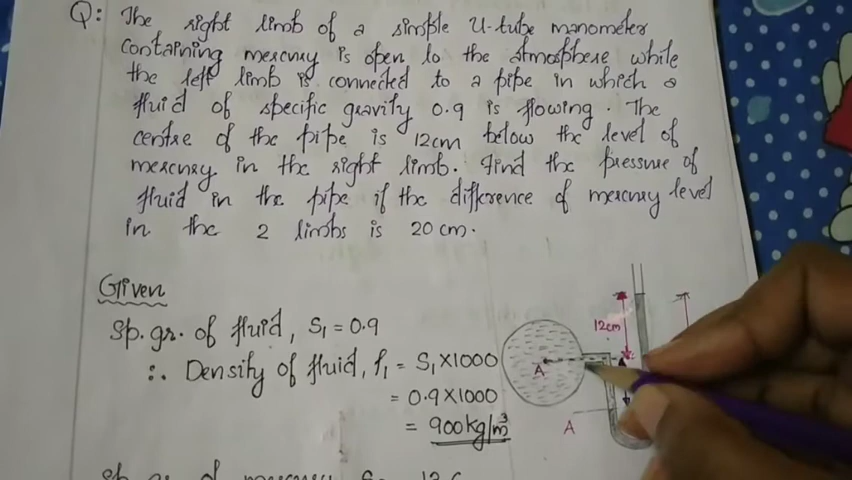 Q: The right limb of a simple U-tube manometer
containing mercury is open to the atmosphere while
the left limb is connected to a pipe in which a
fluid of specific gravity 0.9 is flowing. The
centre of the pipe is 12cm below the level of
mercury in the right limb. Find the pressure of
fluid in the pipe if the difference of mercury level
in the 2 limbs is 20 cm.
Given
Sp. gr. of fluid, S₁ = 0.9
∴ Density of fluid, ρ₁ = S₁ × 1000
= 0.9 × 1000
= 900kg/m³
12cm
A
A